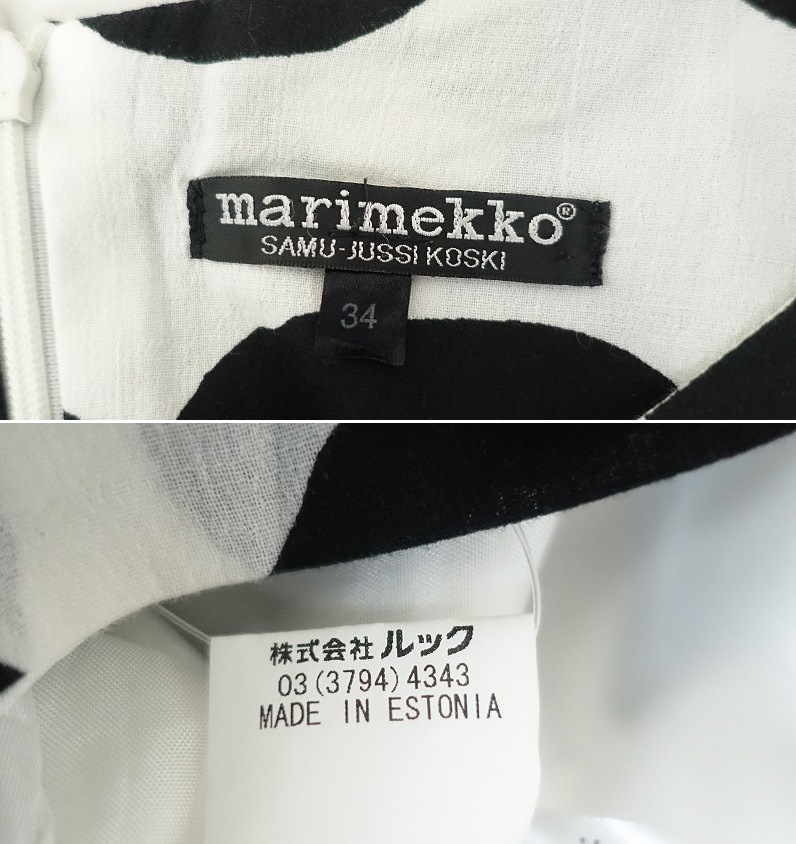 marimekko®
SAMU-JUSSI KOSKI
34
株式会社 ルック
03(3794)4343
MADE IN ESTONIA